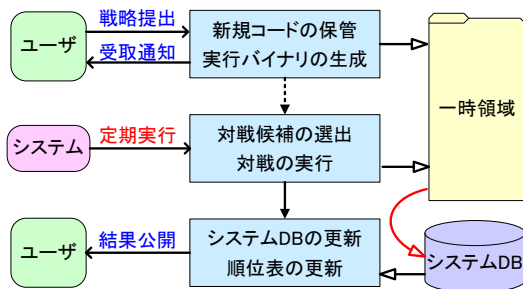 ユーザ
戦略提出
受取通知
新規コードの保管
実行バイナリの生成
一時領域
システム
定期実行
対戦候補の選出
対戦の実行
ユーザ
結果公開
システムDBの更新
順位表の更新
システムDB